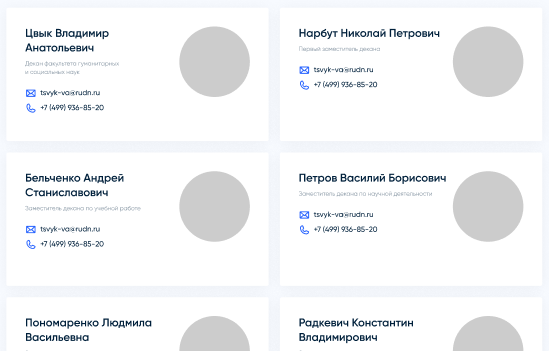 Цвык Владимир
Анатольевич
Декан факультета гуманитарных
и социальных наук
tsvyk-va@rudn.ru
+7 (499) 936-85-20
Нарбут Николай Петрович
Первый заместитель декана
tsvyk-va@rudn.ru
+7 (499) 936-85-20
Бельченко Андрей
Станиславович
Заместитель декана по учебной работе
tsvyk-va@rudn.ru
+7 (499) 936-85-20
Петров Василий Борисович
Заместитель декана по научной деятельности
tsvyk-va@rudn.ru
+7 (499) 936-85-20
Пономаренко Людмила
Васильевна
Радкевич Константин
Владимирович